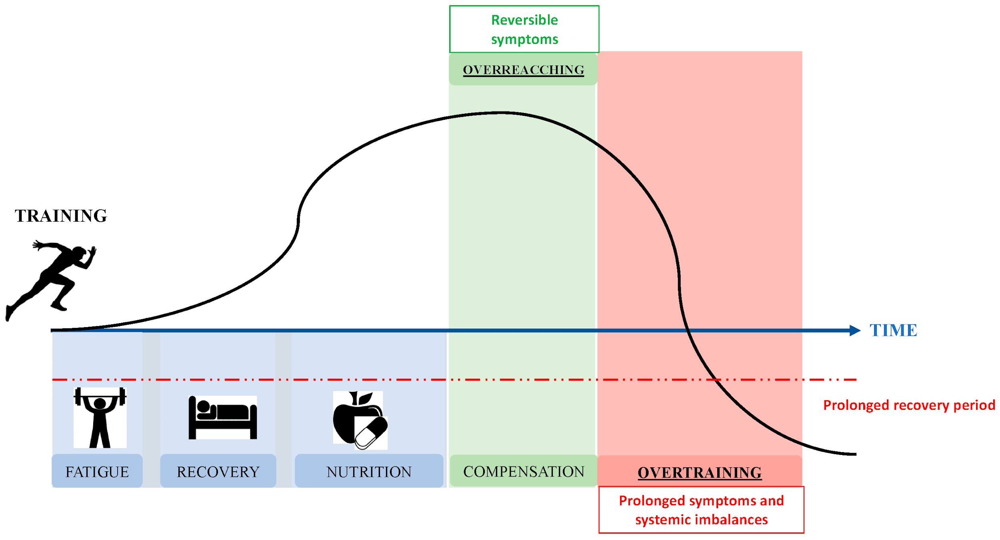 Reversible
symptoms
OVERREACCHING
TRAINING
TIME
Prolonged recovery period
FATIGUE
RECOVERY
NUTRITION
COMPENSATION
OVERTRAINING
Prolonged symptoms and
systemic imbalances